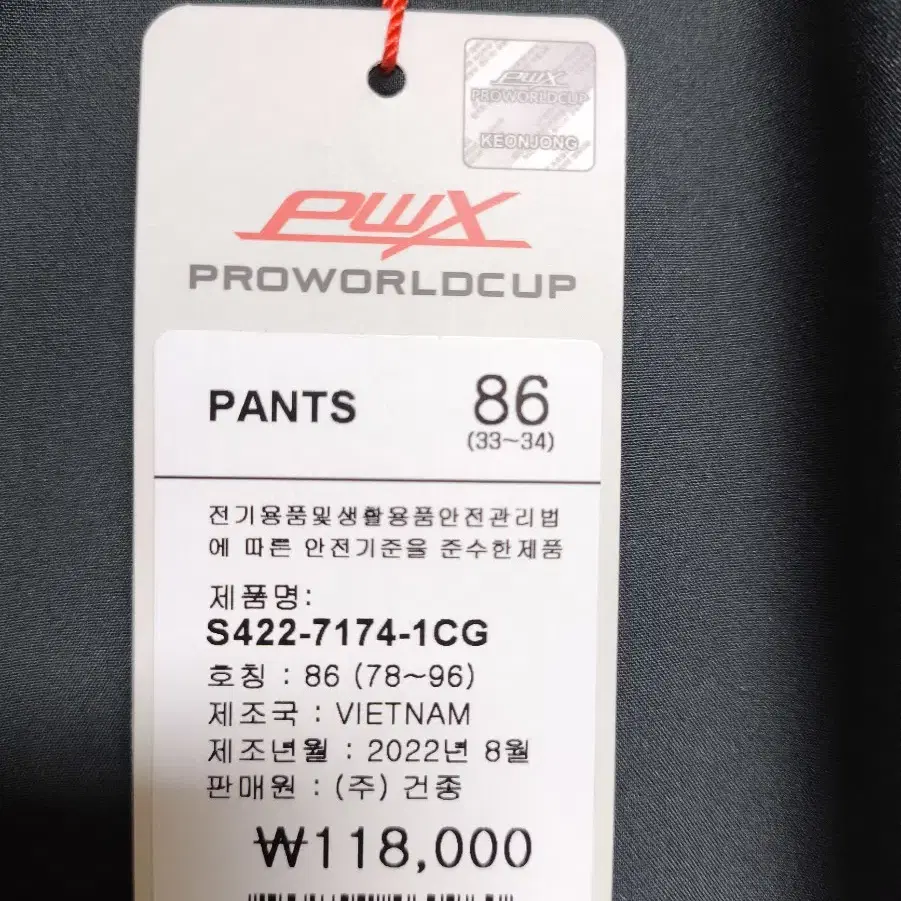 PWX
PROWORLDCUP
KEONJONG
PWX
PROWORLDCUP
PANTS 86
(33~34)
전기용품및생활용품안전관리법
에 따른 안전기준을 준수한제품
제품명:
S422-7174-1CG
호칭 : 86 (78~96)
제조국 : VIETNAM
제조년월 : 2022년 8월
판매원 : (주) 건종
₩118,000